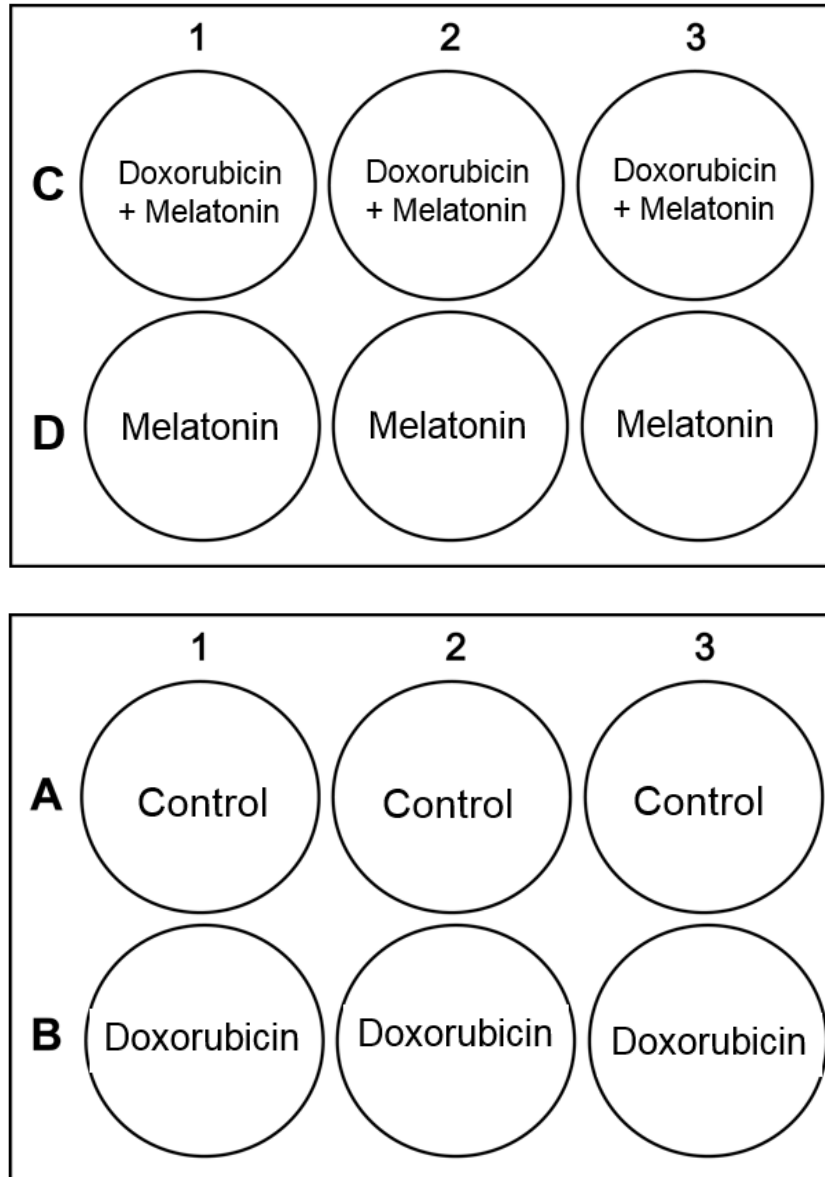 1 2 3
C Doxorubicin + Melatonin Doxorubicin + Melatonin Doxorubicin + Melatonin
D Melatonin Melatonin Melatonin
1 2 3
A Control Control Control
B Doxorubicin Doxorubicin Doxorubicin